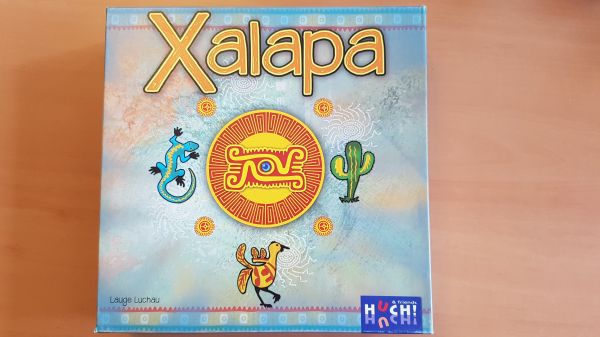 Xalapa
Lauge Luchau
& friends
HUCH!